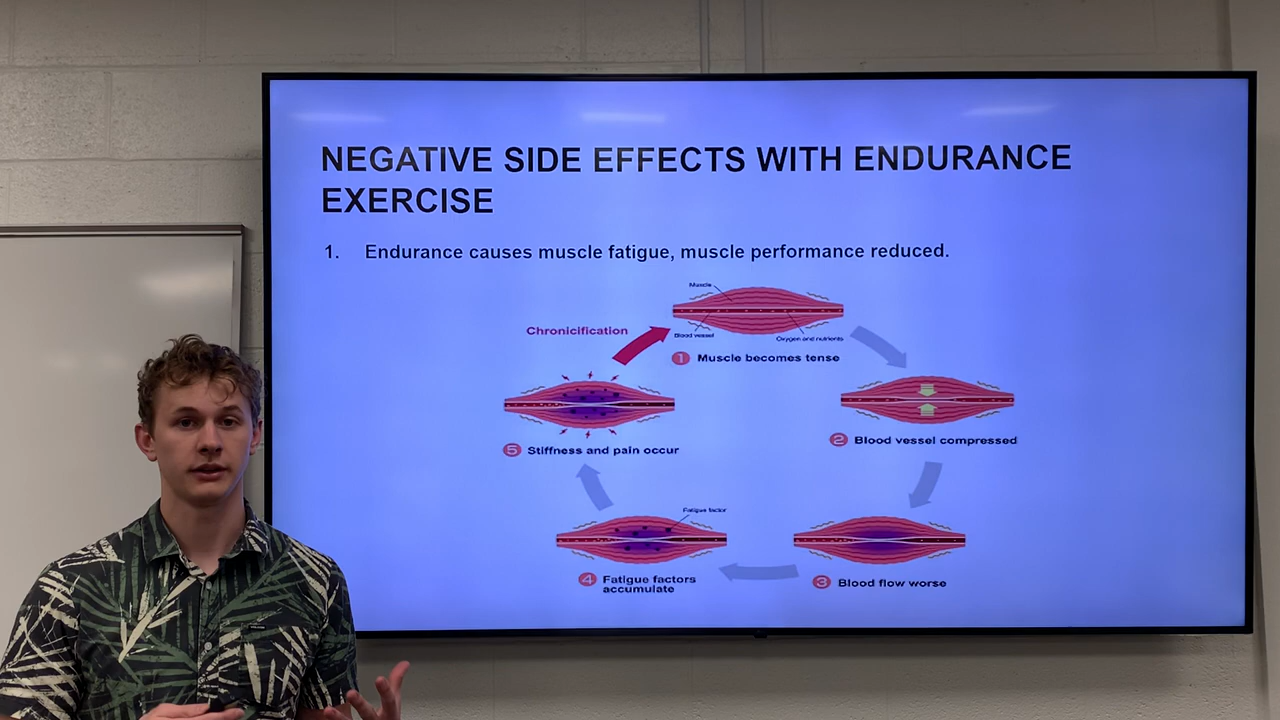 NEGATIVE SIDE EFFECTS WITH ENDURANCE
EXERCISE
1. Endurance causes muscle fatigue, muscle performance reduced.
Muscle
Blood vessel
Oxygen and nutrients
Chronicification
1 Muscle becomes tense
2 Blood vessel compressed
3 Blood flow worse
Fatigue factor
4 Fatigue factors
accumulate
5 Stiffness and pain occur